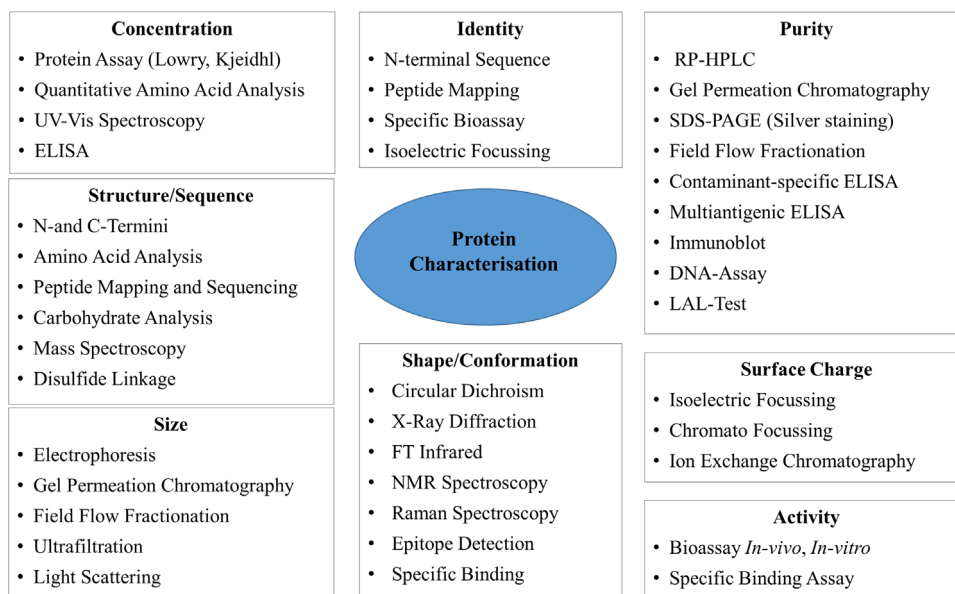 Concentration
• Protein Assay (Lowry, Kjeidhl)
• Quantitative Amino Acid Analysis
• UV-Vis Spectroscopy
• ELISA
Structure/Sequence
• N-and C-Termini
• Amino Acid Analysis
• Peptide Mapping and Sequencing
• Carbohydrate Analysis
• Mass Spectroscopy
• Disulfide Linkage
Size
• Electrophoresis
• Gel Permeation Chromatography
• Field Flow Fractionation
• Ultrafiltration
• Light Scattering
Identity
• N-terminal Sequence
• Peptide Mapping
• Specific Bioassay
• Isoelectric Focussing
Protein
Characterisation
Shape/Conformation
• Circular Dichroism
• X-Ray Diffraction
• FT Infrared
• NMR Spectroscopy
• Raman Spectroscopy
• Epitope Detection
• Specific Binding
Purity
• RP-HPLC
• Gel Permeation Chromatography
• SDS-PAGE (Silver staining)
• Field Flow Fractionation
• Contaminant-specific ELISA
• Multiantigenic ELISA
• Immunoblot
• DNA-Assay
• LAL-Test
Surface Charge
• Isoelectric Focussing
• Chromato Focussing
• Ion Exchange Chromatography
Activity
• Bioassay In-vivo, In-vitro
• Specific Binding Assay